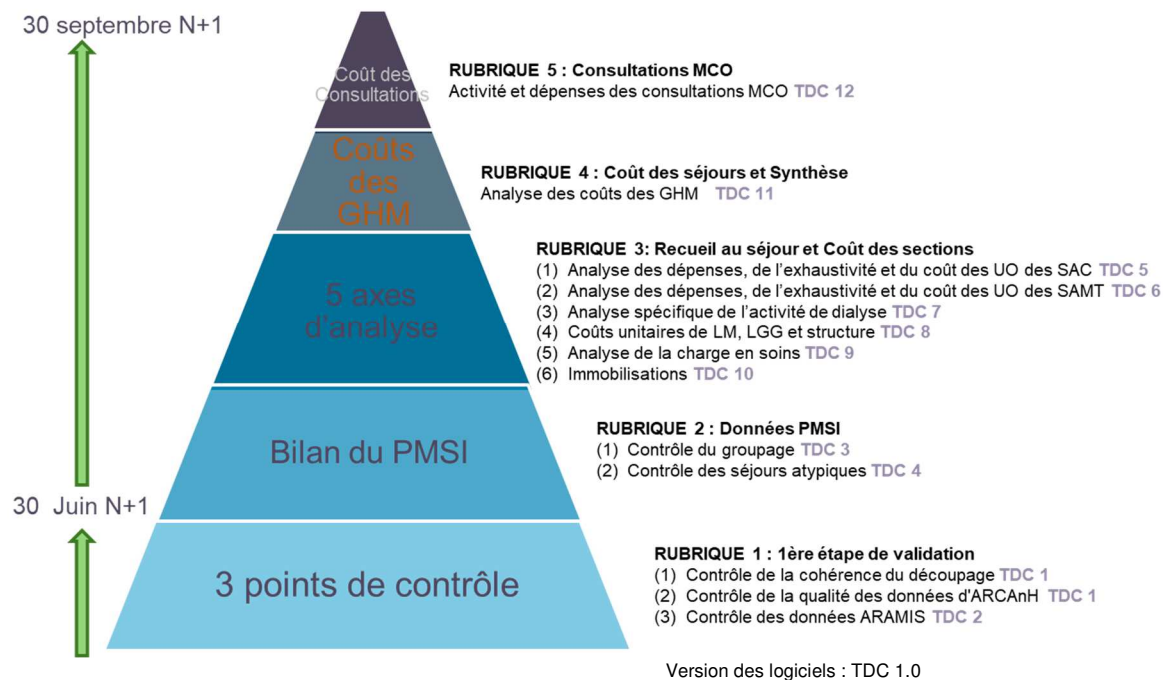 30 septembre N+1
Coût des
Consultations
RUBRIQUE 5 : Consultations MCO
Activité et dépenses des consultations MCO TDC 12
Coûts
des
GHM
RUBRIQUE 4 : Coût des séjours et Synthèse
Analyse des coûts des GHM TDC 11
5 axes
d'analyse
RUBRIQUE 3: Recueil au séjour et Coût des sections
(1) Analyse des dépenses, de l'exhaustivité et du coût des UO des SAC TDC 5
(2) Analyse des dépenses, de l'exhaustivité et du coût des UO des SAMT TDC 6
(3) Analyse spécifique de l'activité de dialyse TDC 7
(4) Coûts unitaires de LM, LGG et structure TDC 8
(5) Analyse de la charge en soins TDC 9
(6) Immobilisations TDC 10
Bilan du PMSI
RUBRIQUE 2 : Données PMSI
(1) Contrôle du groupage TDC 3
(2) Contrôle des séjours atypiques TDC 4
30 Juin N+1
3 points de contrôle
RUBRIQUE 1 : 1ère étape de validation
(1) Contrôle de la cohérence du découpage TDC 1
(2) Contrôle de la qualité des données d'ARCAnH TDC 1
(3) Contrôle des données ARAMIS TDC 2
Version des logiciels : TDC 1.0